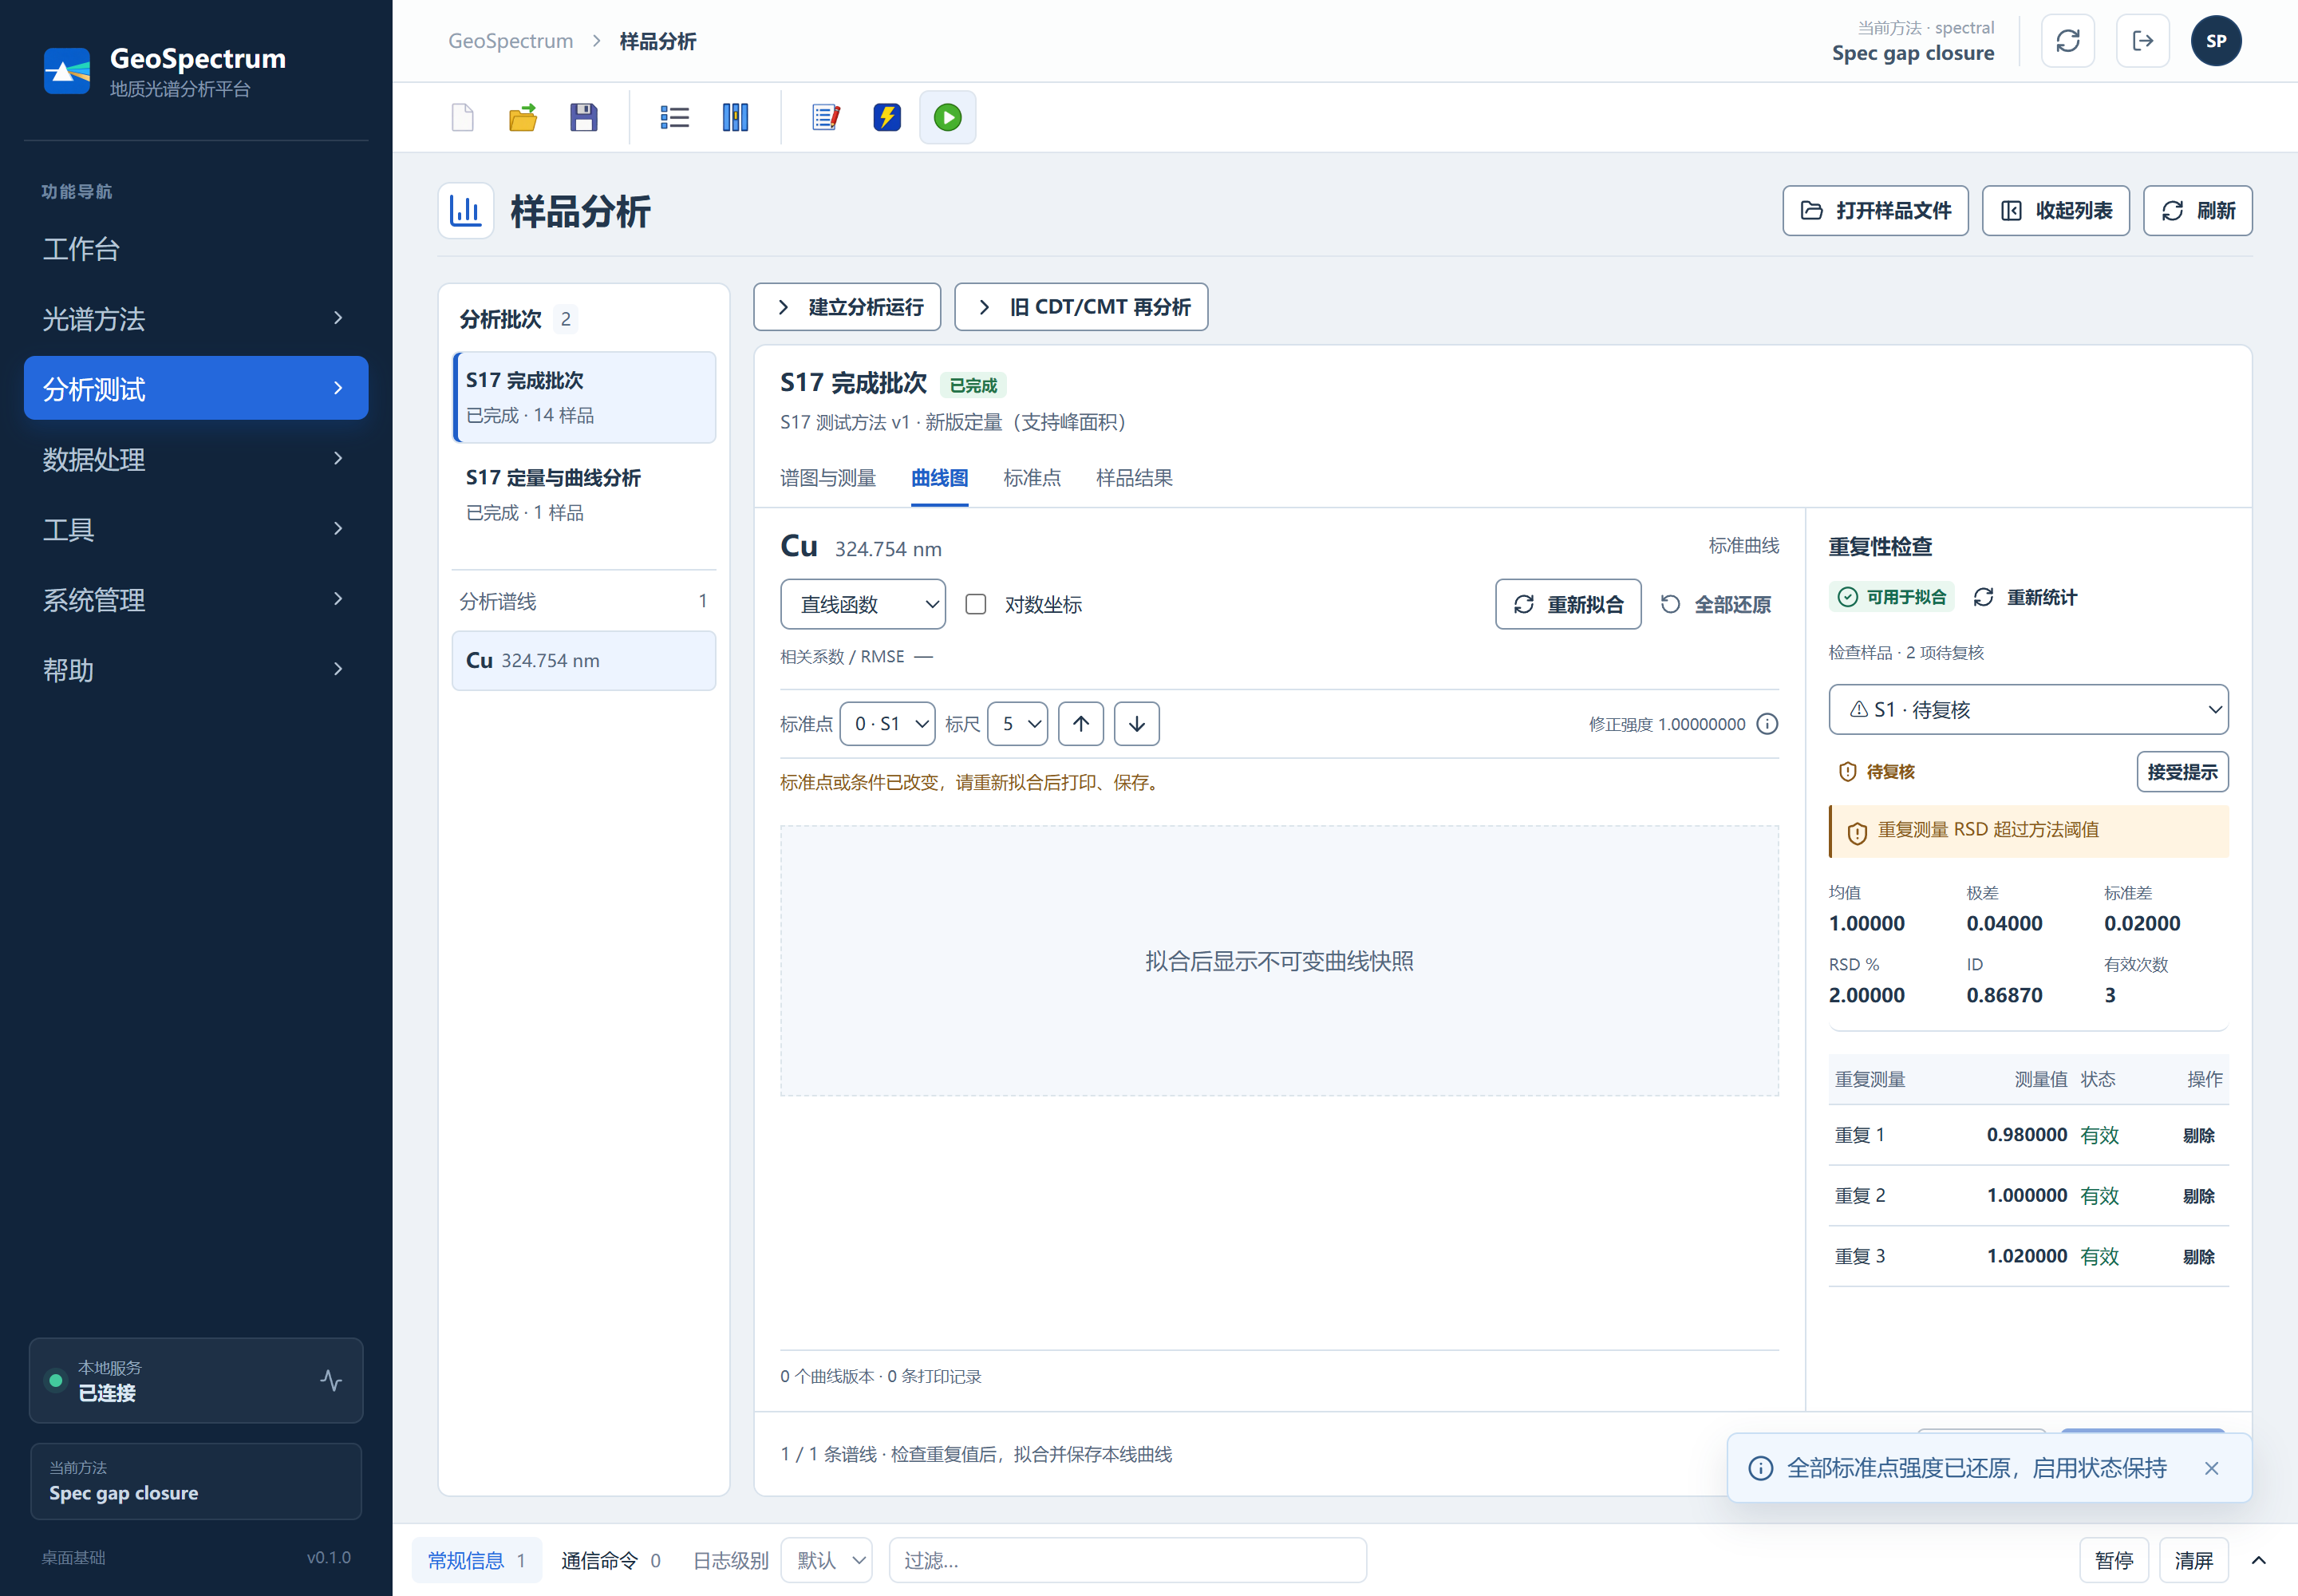 GeoSpectrum
地质光谱分析平台
功能导航
工作台
光谱方法
分析测试
数据处理
工具
系统管理
帮助
本地服务
已连接
当前方法
Spec gap closure
桌面基础 v0.1.0
GeoSpectrum > 样品分析
当前方法 · spectral
Spec gap closure
SP
样品分析
打开样品文件 收起列表 刷新
分析批次 2
S17 完成批次
已完成 · 14 样品
S17 定量与曲线分析
已完成 · 1 样品
分析谱线 1
Cu 324.754 nm
建立分析运行 旧 CDT/CMT 再分析
S17 完成批次 已完成
S17 测试方法 v1 · 新版定量（支持峰面积）
谱图与测量 曲线图 标准点 样品结果
Cu 324.754 nm 标准曲线
直线函数 对数坐标 重新拟合 全部还原
相关系数 / RMSE —
标准点 0 · S1 标尺 5 修正强度 1.00000000
标准点或条件已改变，请重新拟合后打印、保存。
拟合后显示不可变曲线快照
0 个曲线版本 · 0 条打印记录
1 / 1 条谱线 · 检查重复值后，拟合并保存本线曲线
重复性检查
可用于拟合 重新统计
检查样品 · 2 项待复核
⚠ S1 · 待复核
待复核 接受提示
重复测量 RSD 超过方法阈值
均值 极差 标准差
1.00000 0.04000 0.02000
RSD % ID 有效次数
2.00000 0.86870 3
重复测量 测量值 状态 操作
重复 1 0.980000 有效 剔除
重复 2 1.000000 有效 剔除
重复 3 1.020000 有效 剔除
全部标准点强度已还原，启用状态保持
常规信息 1 通信命令 0 日志级别 默认 过滤... 暂停 清屏